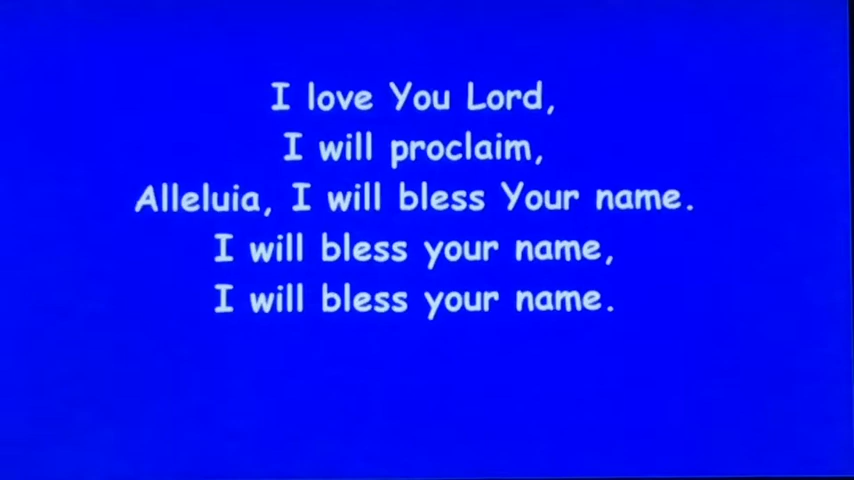 I love You Lord,
I will proclaim,
Alleluia, I will bless Your name.
I will bless your name,
I will bless your name.